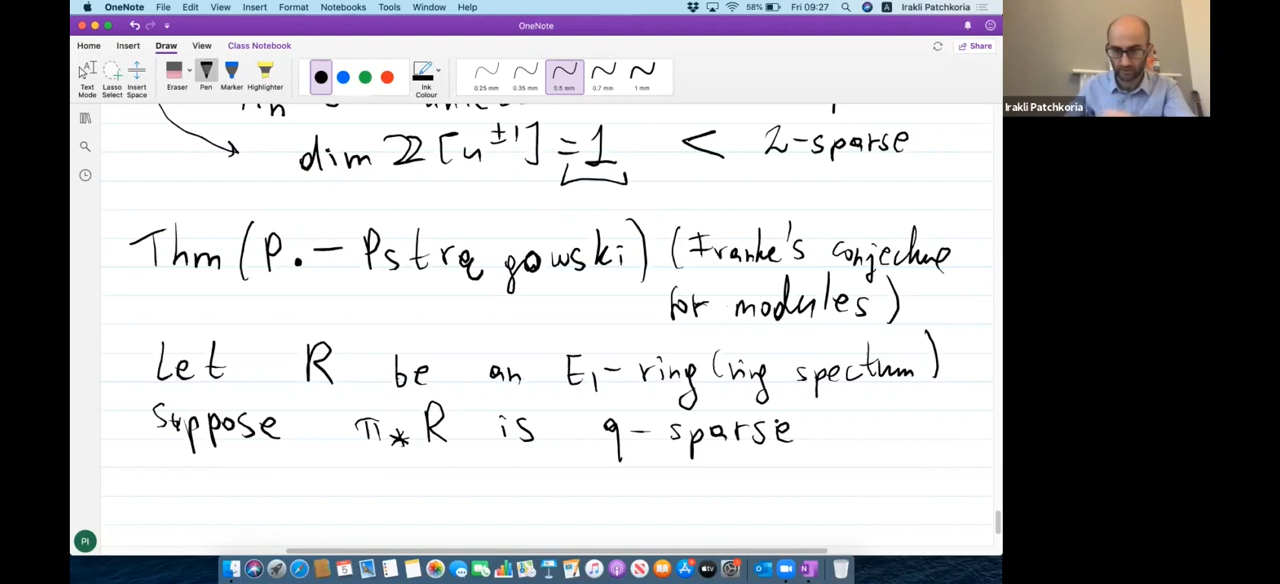 OneNote File Edit View Insert Format Notebooks Tools Window Help 58% Fri 09:27 Irakli Patchkoria
OneNote
Home Insert Draw View Class Notebook Share
Text Mode Lasso Select Insert Space Eraser Pen Marker Highlighter Ink Colour 0.25 mm 0.35 mm 0.5 mm 0.7 mm 1 mm
Irakli Patchkoria
dim ℤ[u^±1] = 1 < 2-sparse
Thm (P. - Pstrągowski) (Franke's conjecture
for modules)
Let R be an E₁-ring (ring spectrum)
Suppose π_*R is q-sparse
PI